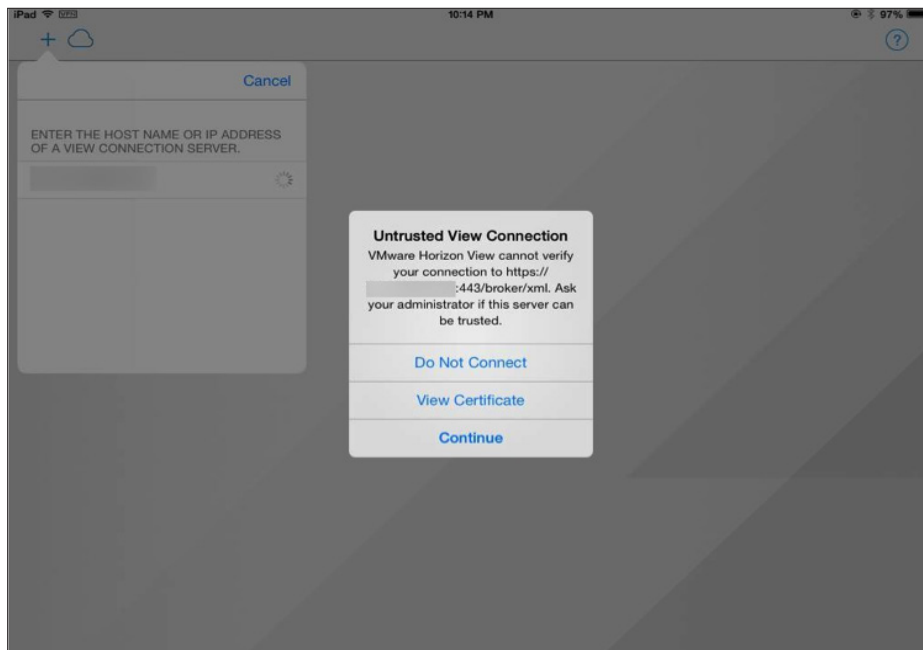 iPad VPN 10:14 PM 97%
+ ?
Cancel
ENTER THE HOST NAME OR IP ADDRESS
OF A VIEW CONNECTION SERVER.
Untrusted View Connection
VMware Horizon View cannot verify
your connection to https://
:443/broker/xml. Ask
your administrator if this server can
be trusted.
Do Not Connect
View Certificate
Continue